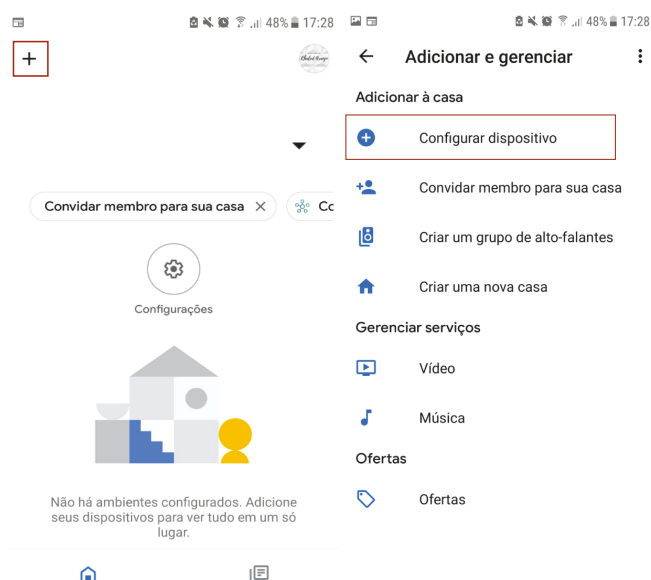 48% 17:28
Convidar membro para sua casa
Configurações
Não há ambientes configurados. Adicione
seus dispositivos para ver tudo em um só
lugar.
48% 17:28
Adicionar e gerenciar
Adicionar à casa
Configurar dispositivo
Convidar membro para sua casa
Criar um grupo de alto-falantes
Criar uma nova casa
Gerenciar serviços
Vídeo
Música
Ofertas
Ofertas